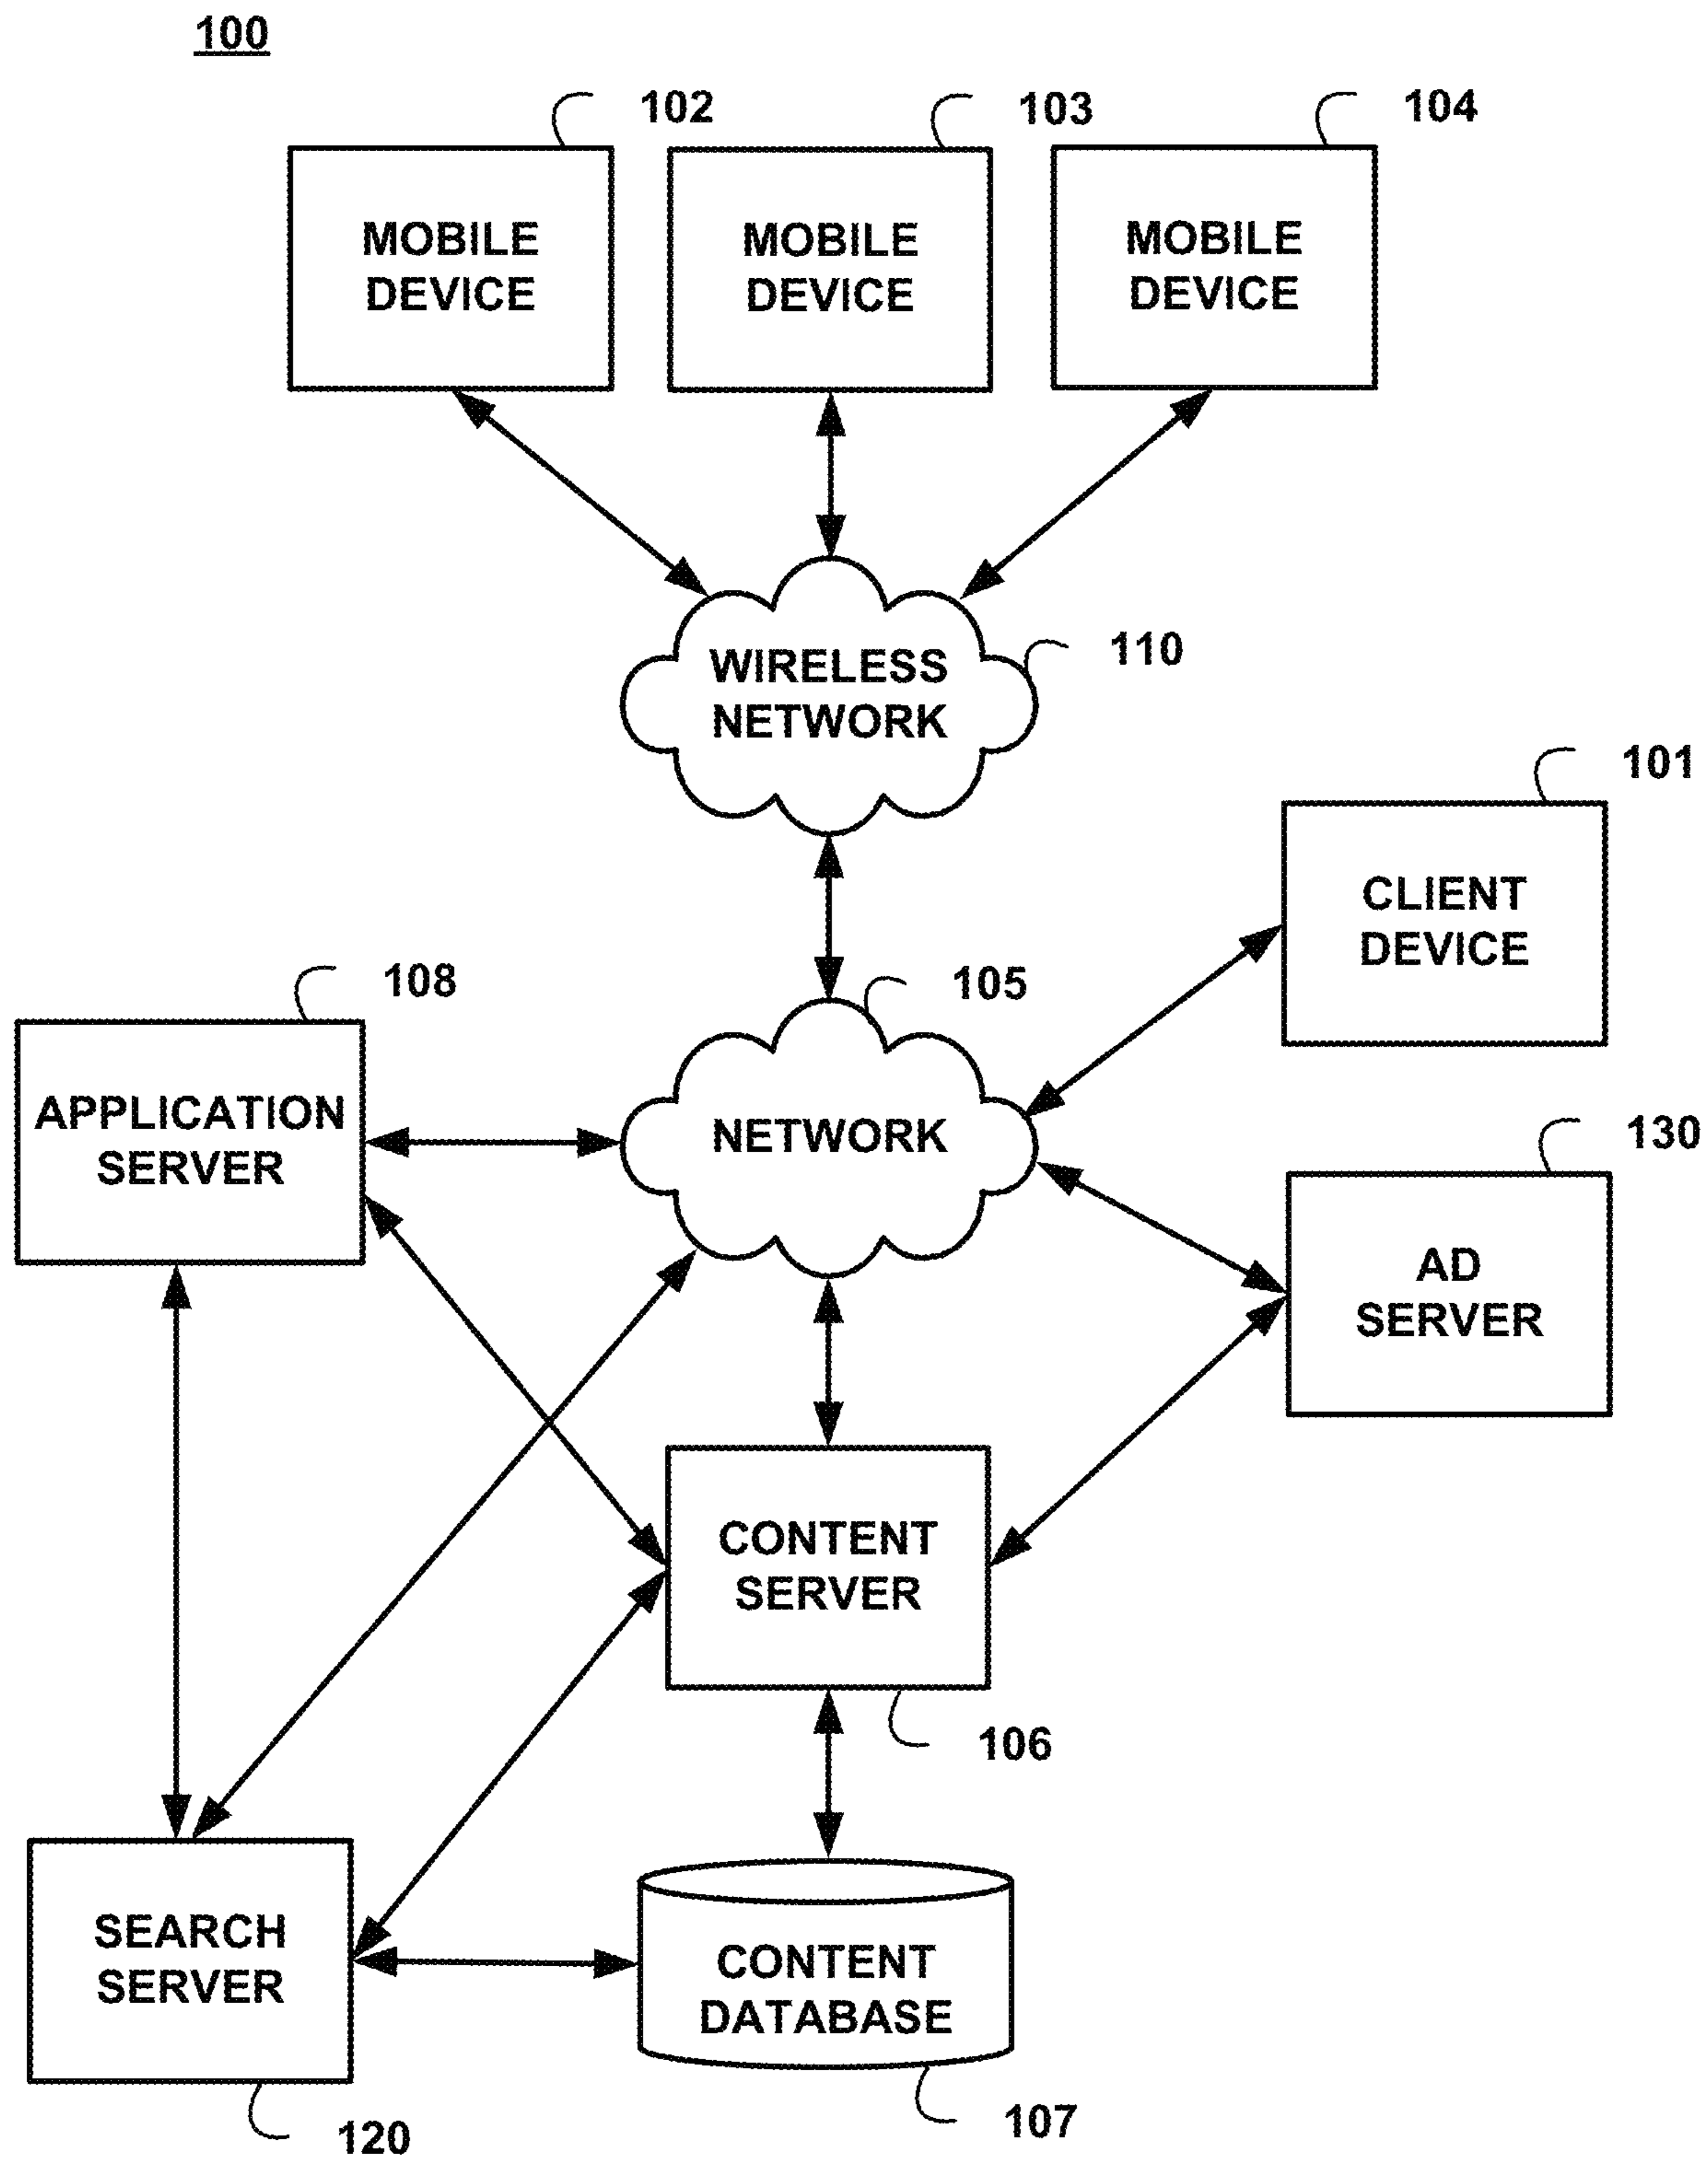 100
102
103
104
MOBILE
DEVICE
MOBILE
DEVICE
MOBILE
DEVICE
WIRELESS
NETWORK
110
101
CLIENT
DEVICE
108
105
APPLICATION
SERVER
NETWORK
130
AD
SERVER
CONTENT
SERVER
106
SEARCH
SERVER
CONTENT
DATABASE
120
107